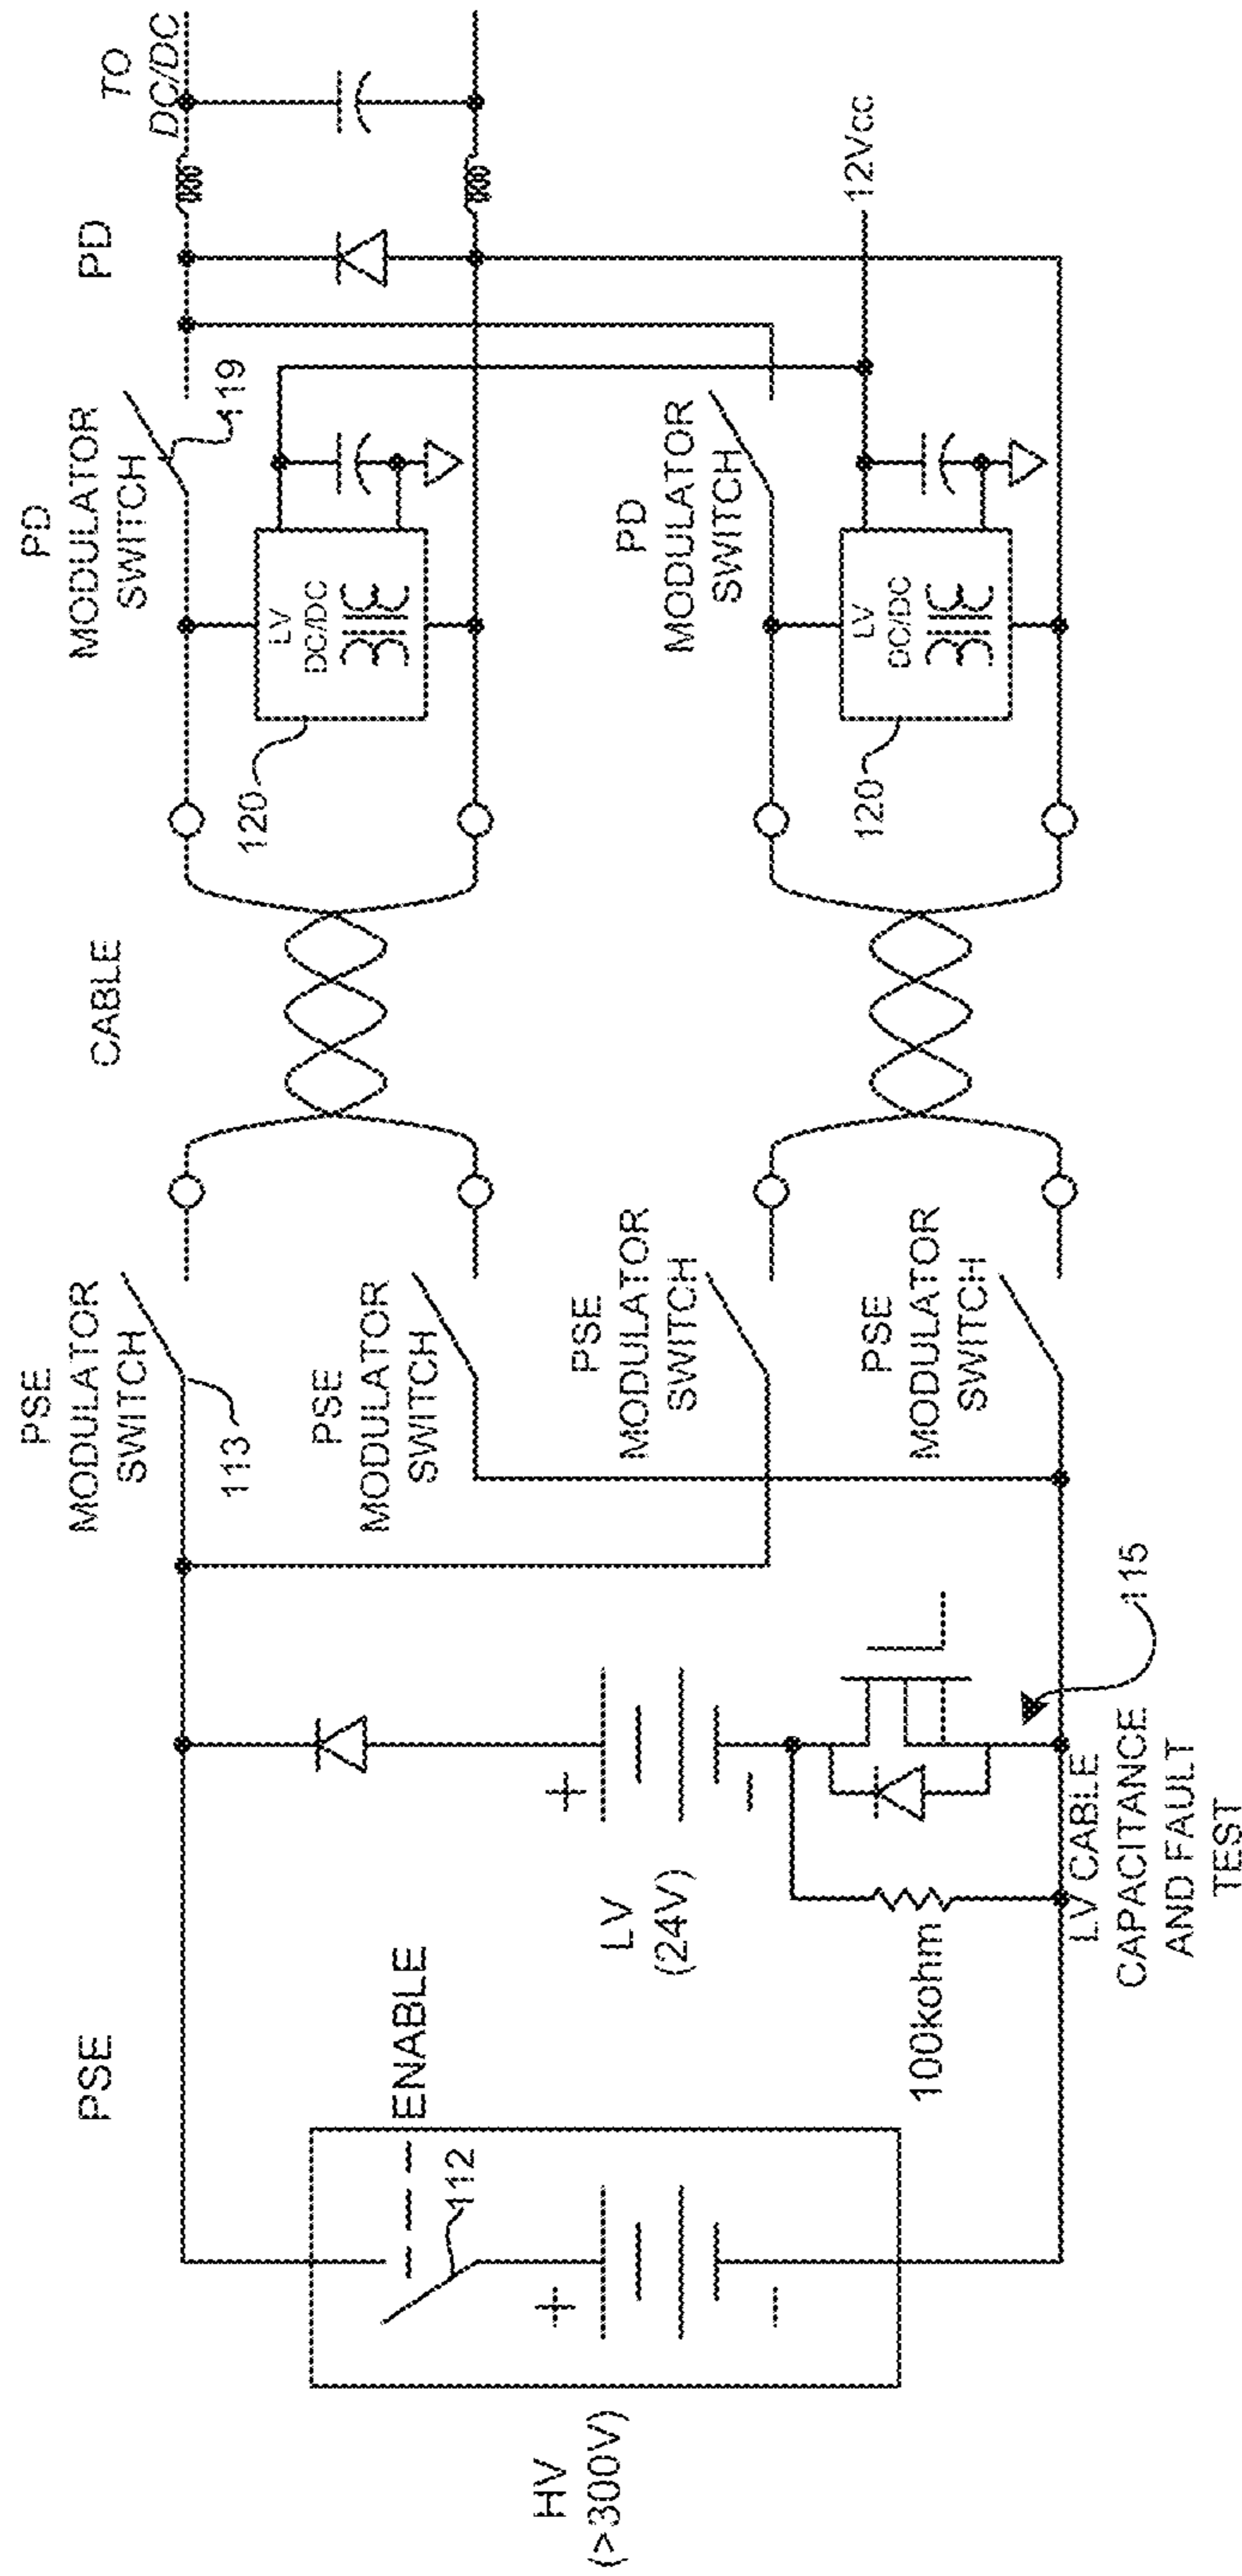 PSE
CABLE
PD
TO
DC/DC
HV
(>300V)
ENABLE
112
+
−
LV
(24V)
+
−
100kohm
LV CABLE
CAPACITANCE
AND FAULT
TEST
115
PSE
MODULATOR
SWITCH
113
PSE
MODULATOR
SWITCH
PSE
MODULATOR
SWITCH
PSE
MODULATOR
SWITCH
PD
MODULATOR
SWITCH
119
120
LV
DC/DC
PD
MODULATOR
SWITCH
120
LV
DC/DC
12Vcc